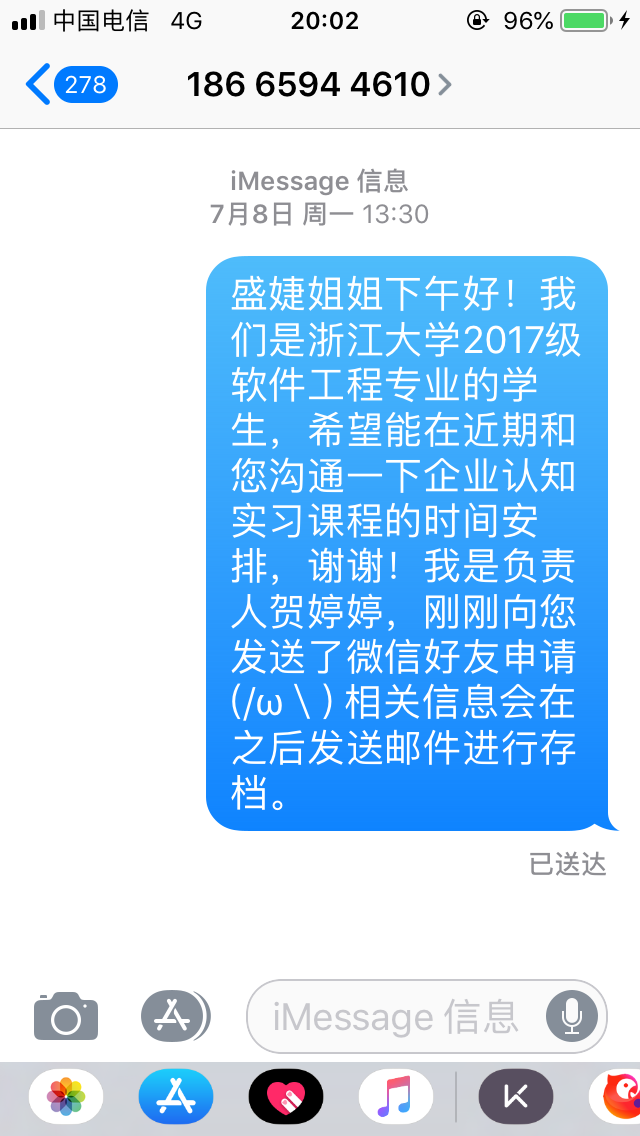 中国电信 4G 20:02 96%
278 186 6594 4610
iMessage 信息
7月8日 周一 13:30
盛婕姐姐下午好！我
们是浙江大学2017级
软件工程专业的学
生，希望能在近期和
您沟通一下企业认知
实习课程的时间安
排，谢谢！我是负责
人贺婷婷，刚刚向您
发送了微信好友申请
(/ω＼) 相关信息会在
之后发送邮件进行存
档。
已送达
iMessage 信息